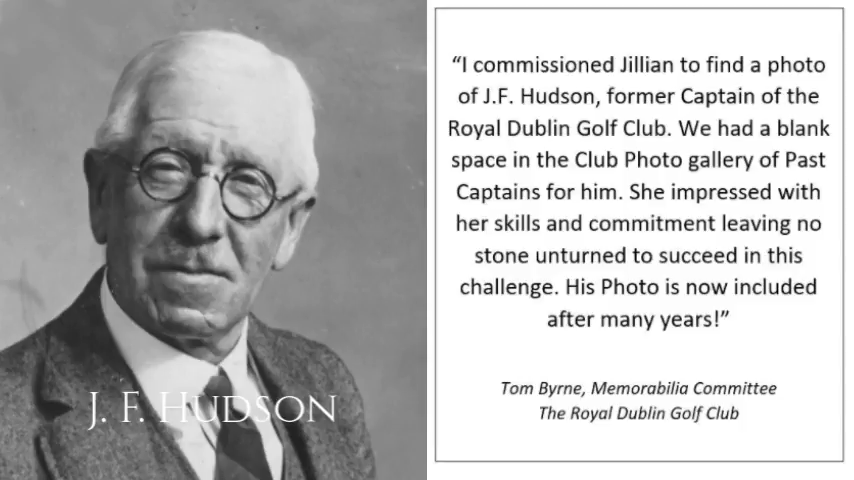 J. F. Hudson
“I commissioned Jillian to find a photo
of J.F. Hudson, former Captain of the
Royal Dublin Golf Club. We had a blank
space in the Club Photo gallery of Past
Captains for him. She impressed with
her skills and commitment leaving no
stone unturned to succeed in this
challenge. His Photo is now included
after many years!”
Tom Byrne, Memorabilia Committee
The Royal Dublin Golf Club